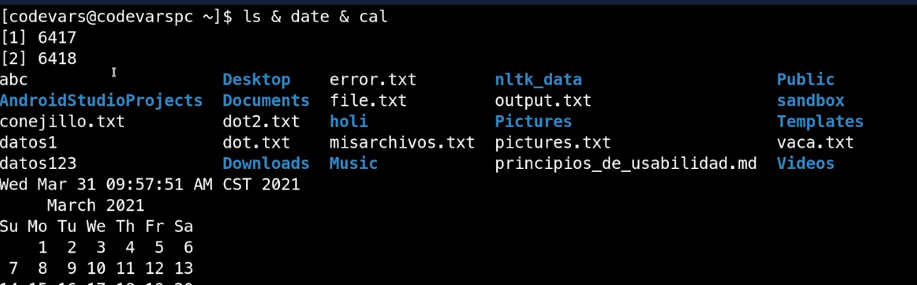 [codevars@codevarspc ~]$ ls & date & cal
[1] 6417
[2] 6418
abc                   Desktop    error.txt        nltk_data                    Public
AndroidStudioProjects Documents  file.txt         output.txt                   sandbox
conejillo.txt         dot2.txt   holi             Pictures                     Templates
datos1                dot.txt    misarchivos.txt  pictures.txt                 vaca.txt
datos123              Downloads  Music            principios_de_usabilidad.md  Videos
Wed Mar 31 09:57:51 AM CST 2021
     March 2021
Su Mo Tu We Th Fr Sa
    1  2  3  4  5  6
 7  8  9 10 11 12 13